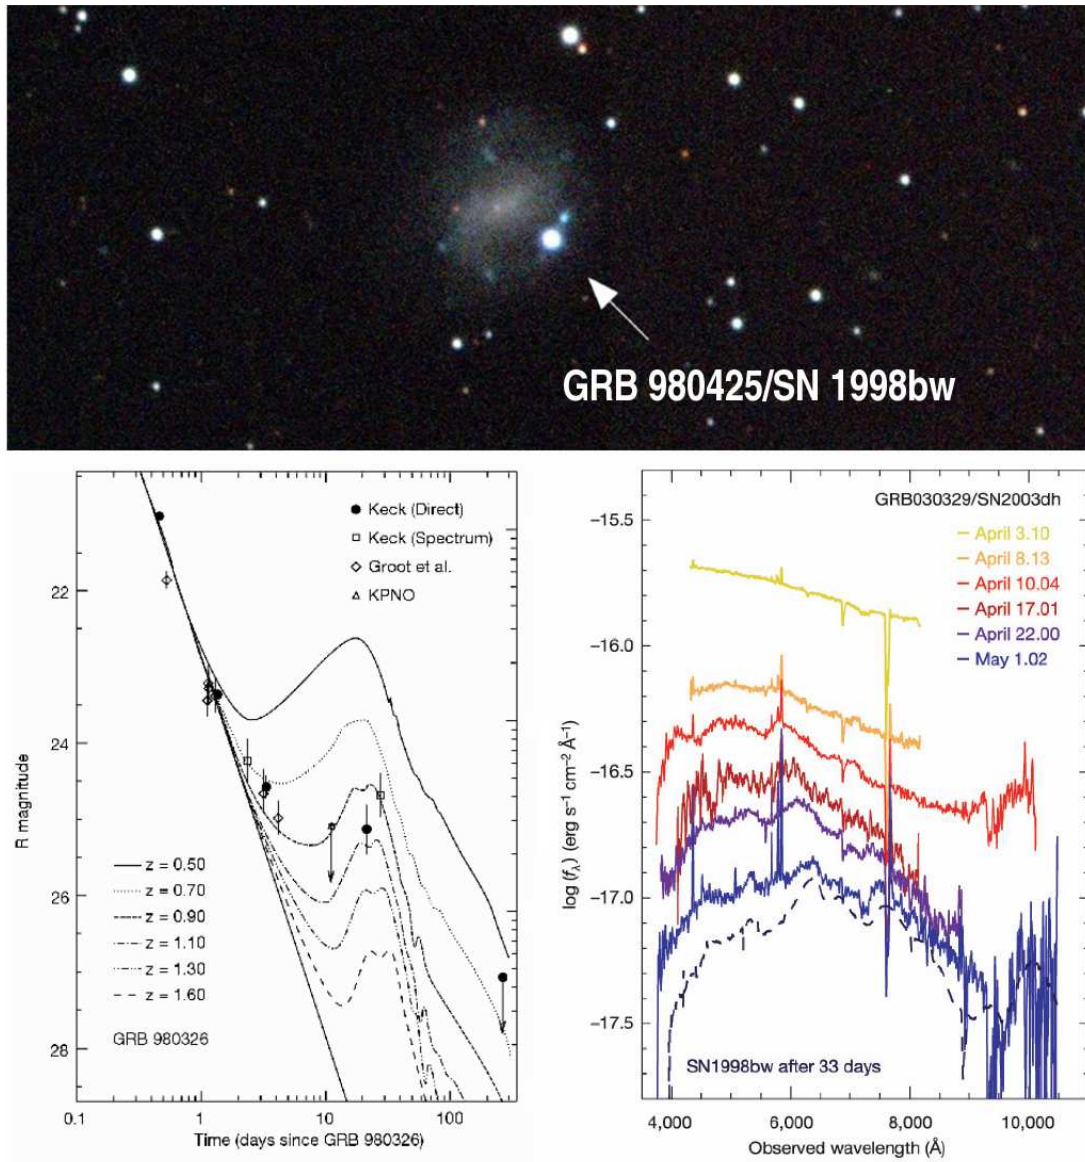 GRB 980425/SN 1998bw
22
24
26
28
R magnitude
Keck (Direct)
Keck (Spectrum)
Groot et al.
KPNO
z = 0.50
z = 0.70
z = 0.90
z = 1.10
z = 1.30
z = 1.60
GRB 980326
0.1
1
10
100
Time (days since GRB 980326)
GRB030329/SN2003dh
April 3.10
April 8.13
April 10.04
April 17.01
April 22.00
May 1.02
−15.5
−16.0
−16.5
−17.0
−17.5
log (fλ) (erg s⁻¹ cm⁻² Å⁻¹)
SN1998bw after 33 days
4,000
6,000
8,000
10,000
Observed wavelength (Å)